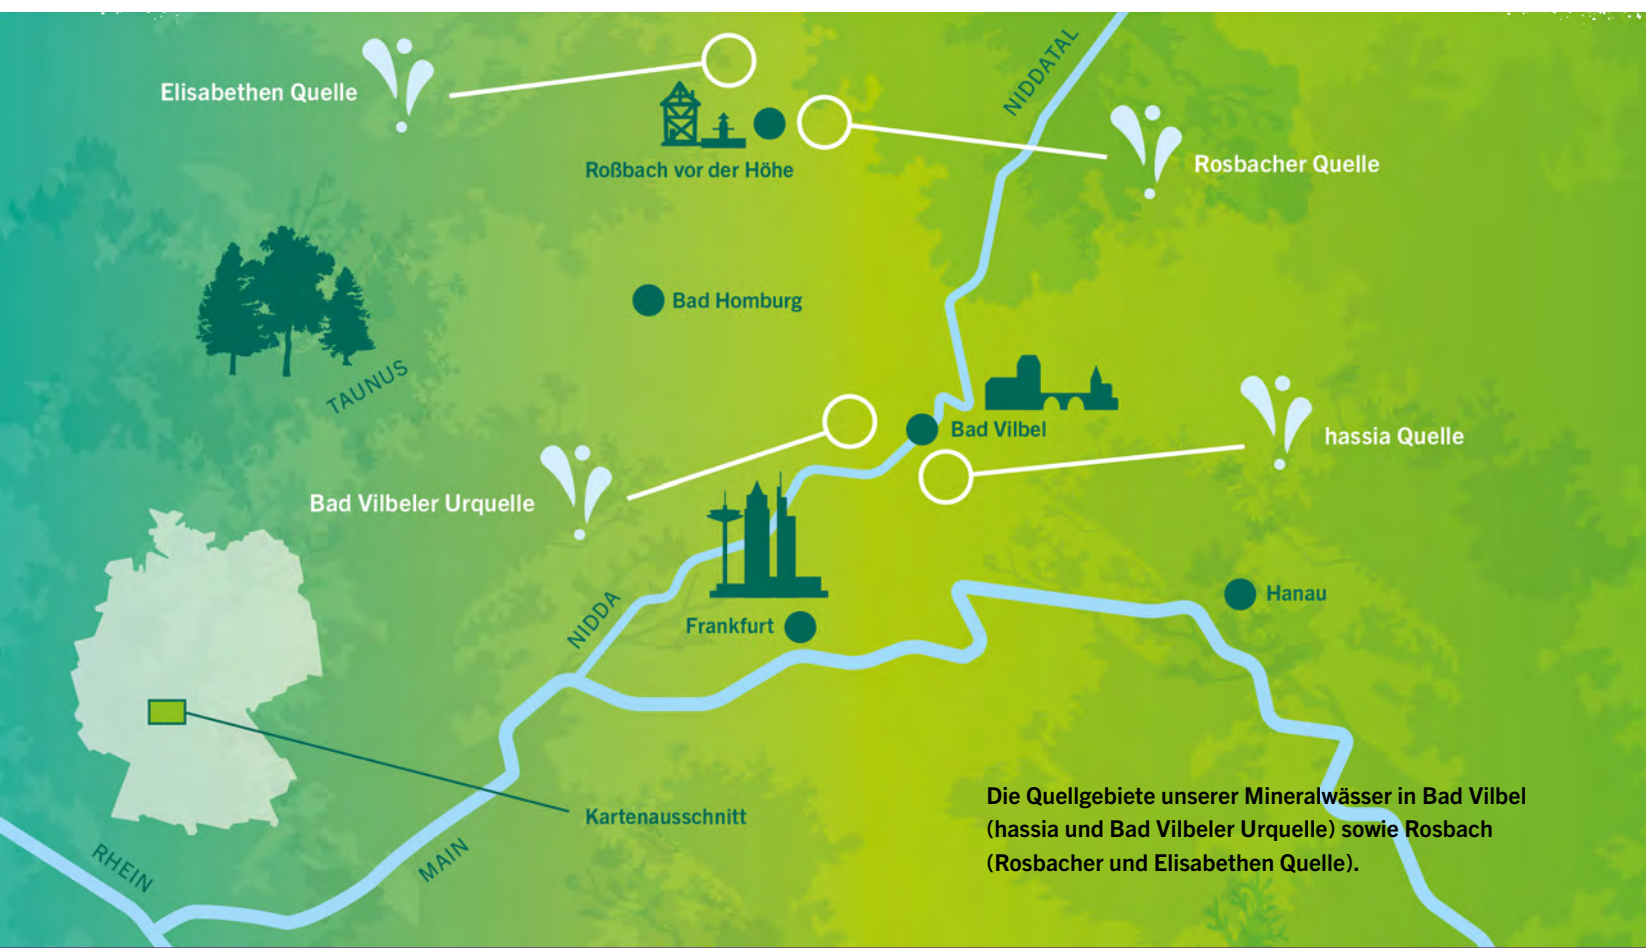 NIDDATAL
Elisabethen Quelle
Rosbacher Quelle
Roßbach vor der Höhe
Bad Homburg
TAUNUS
Bad Vilbel
hassia Quelle
Bad Vilbeler Urquelle
Hanau
NIDDA
Frankfurt
Kartenausschnitt
RHEIN
MAIN
Die Quellgebiete unserer Mineralwässer in Bad Vilbel
(hassia und Bad Vilbeler Urquelle) sowie Rosbach
(Rosbacher und Elisabethen Quelle).